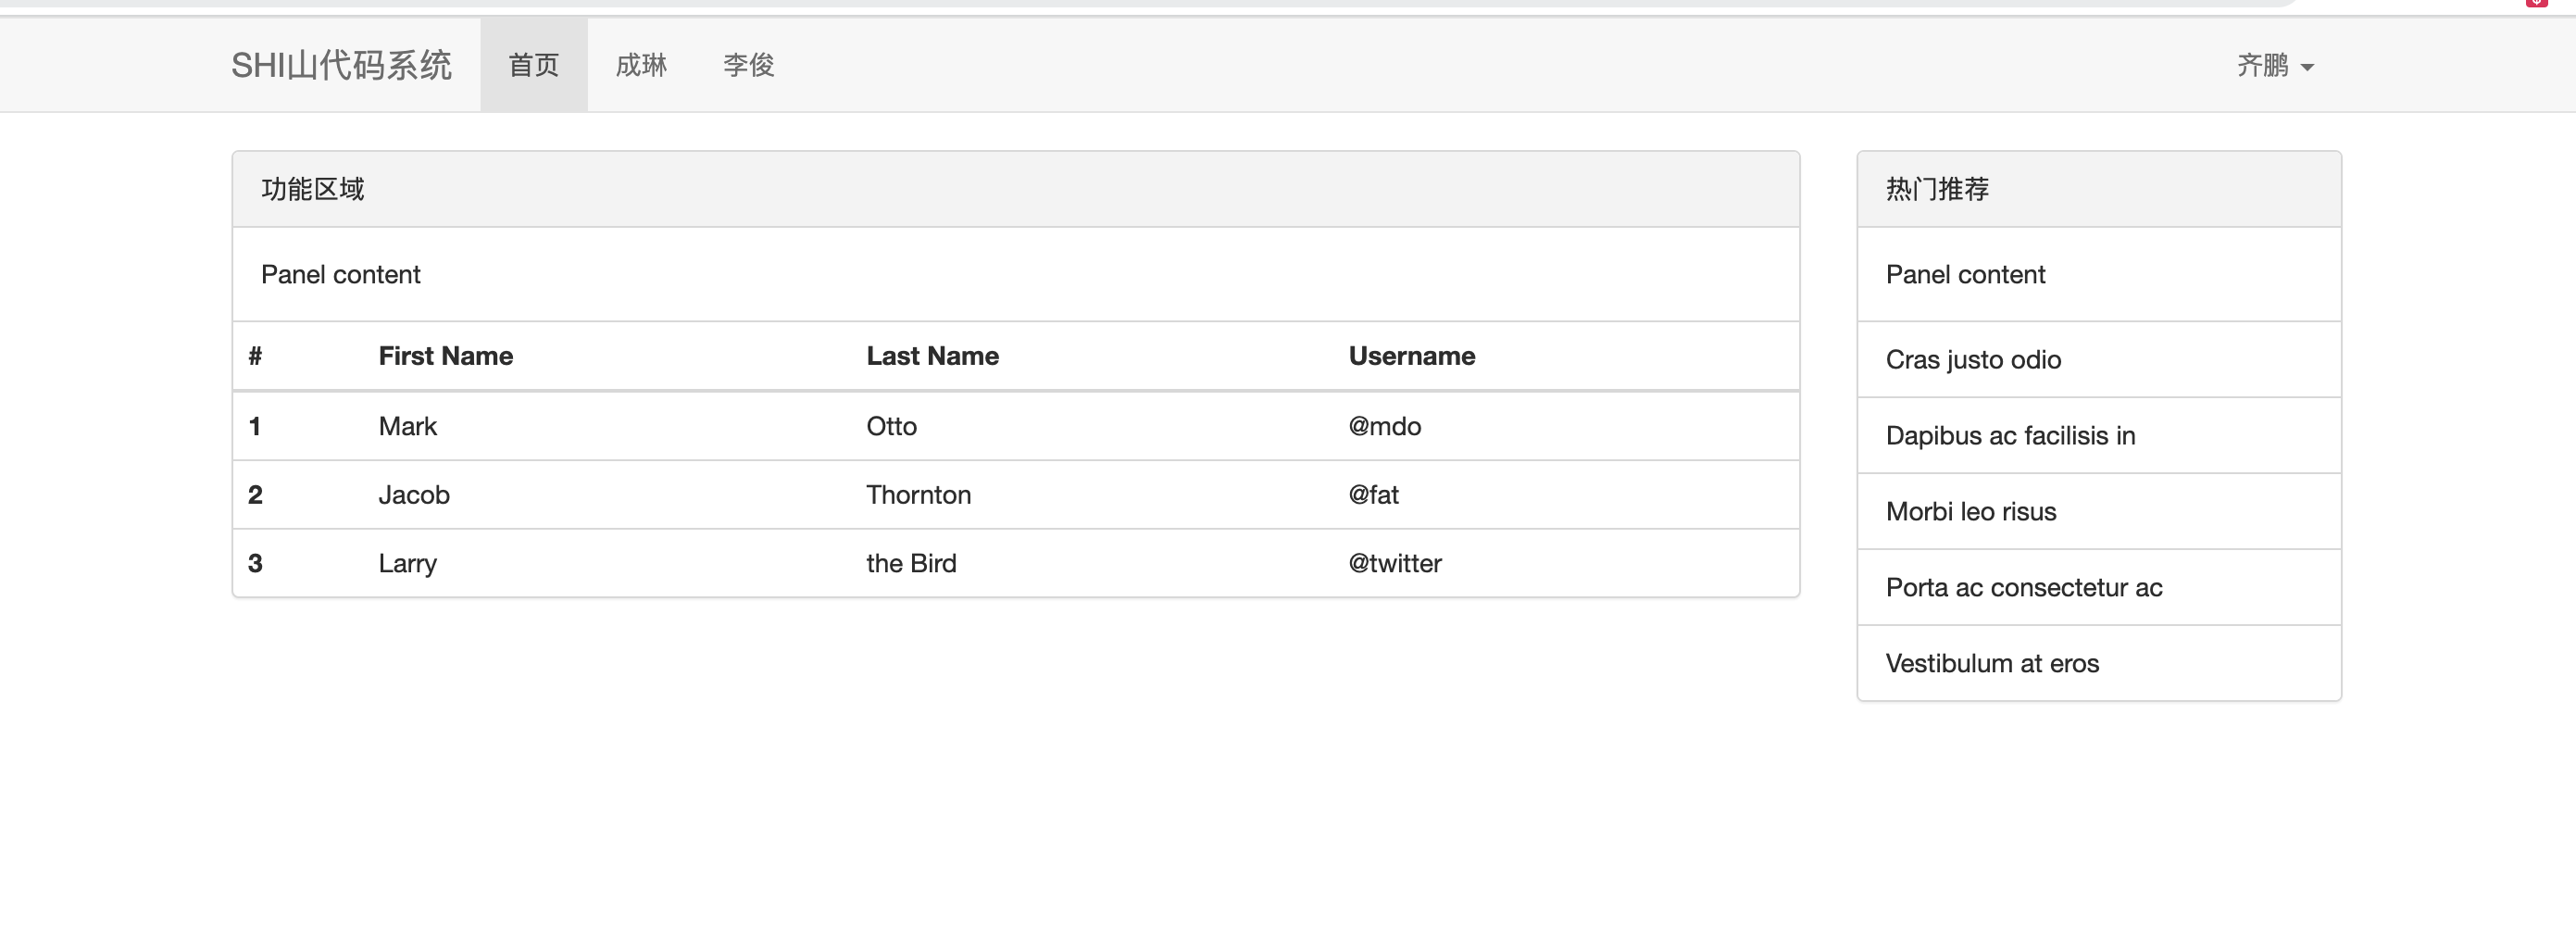 SHI山代码系统 首页 成琳 李俊 齐鹏
功能区域
Panel content
# First Name Last Name Username
1 Mark Otto @mdo
2 Jacob Thornton @fat
3 Larry the Bird @twitter
热门推荐
Panel content
Cras justo odio
Dapibus ac facilisis in
Morbi leo risus
Porta ac consectetur ac
Vestibulum at eros